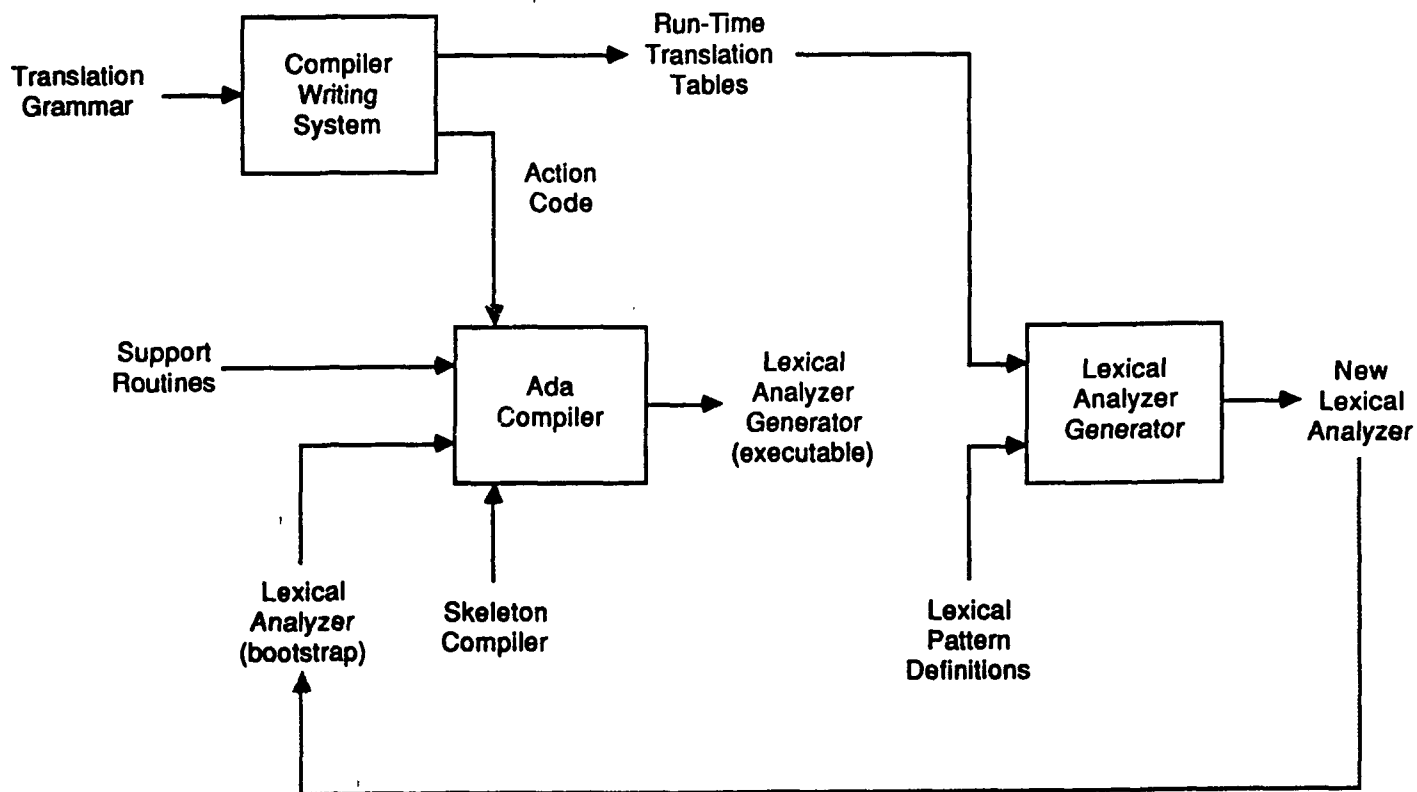 Translation
Grammar
Compiler
Writing
System
Run-Time
Translation
Tables
Action
Code
Support
Routines
Ada
Compiler
Lexical
Analyzer
Generator
(executable)
Lexical
Analyzer
Generator
New
Lexical
Analyzer
Lexical
Analyzer
(bootstrap)
Skeleton
Compiler
Lexical
Pattern
Definitions